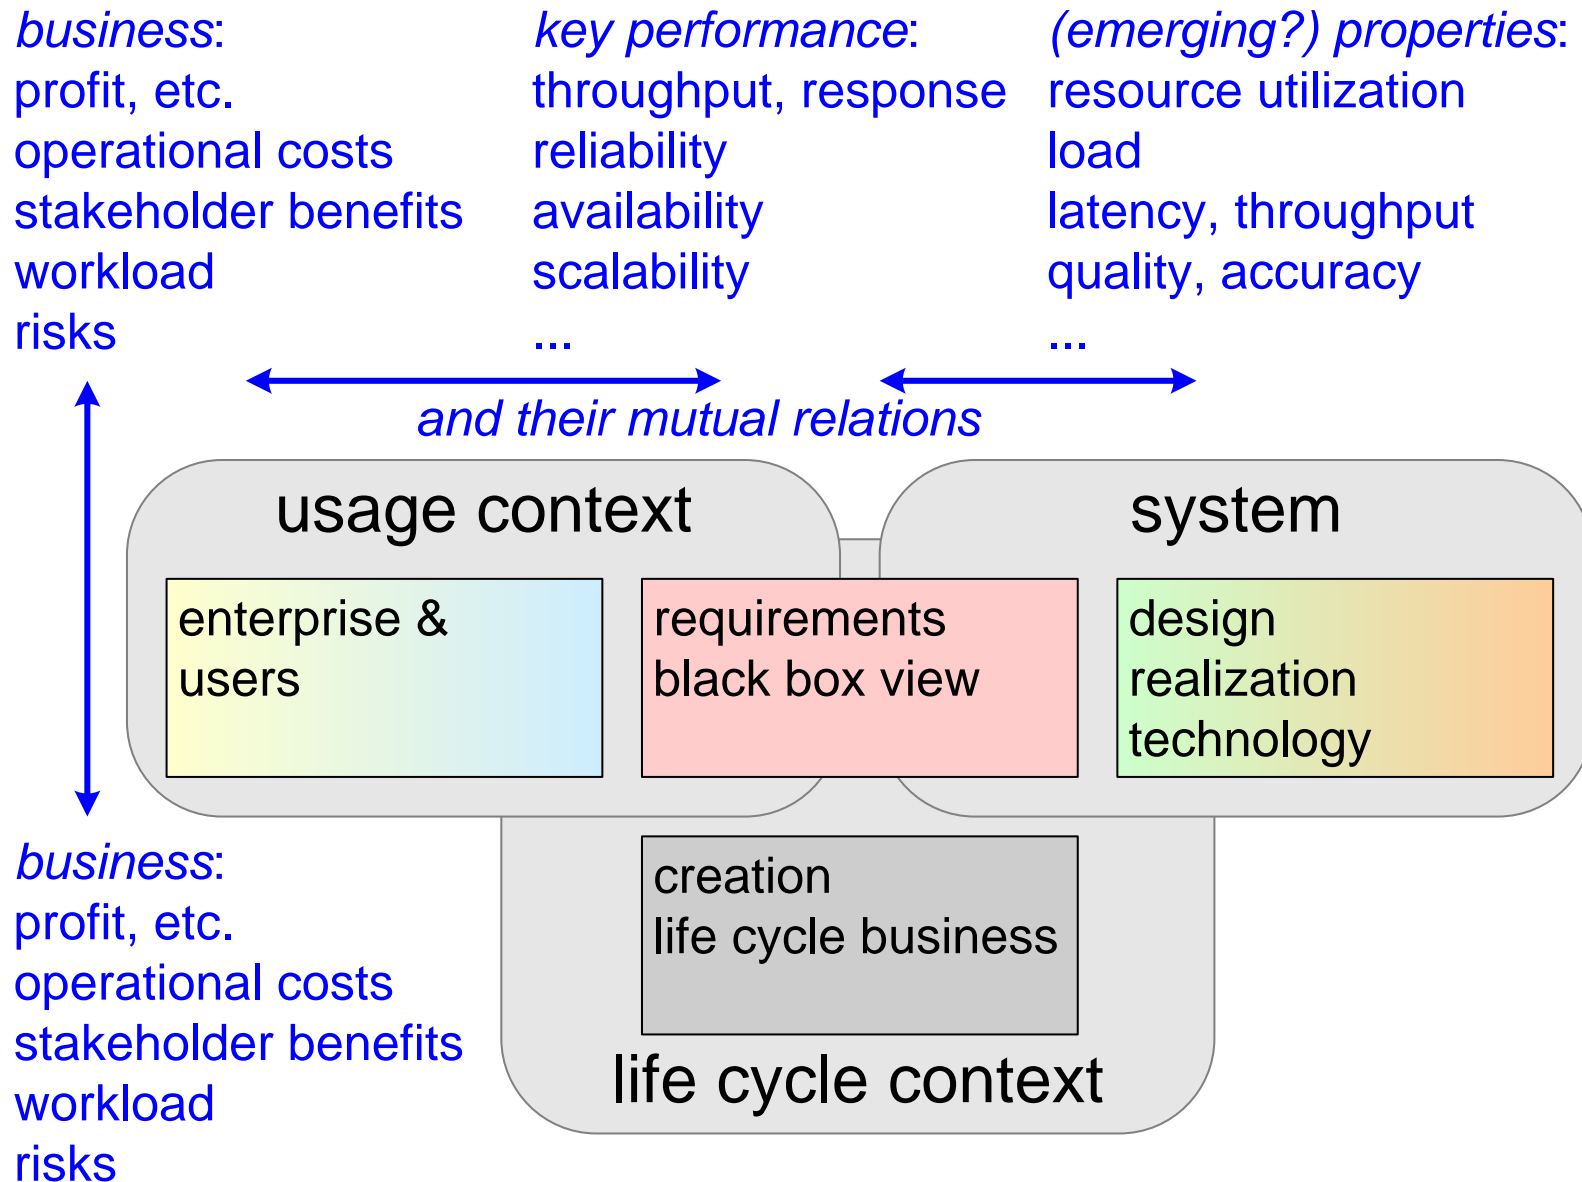 business:
profit, etc.
operational costs
stakeholder benefits
workload
risks
key performance:
throughput, response
reliability
availability
scalability
...
(emerging?) properties:
resource utilization
load
latency, throughput
quality, accuracy
...
and their mutual relations
usage context
enterprise &
users
requirements
black box view
system
design
realization
technology
creation
life cycle business
life cycle context
business:
profit, etc.
operational costs
stakeholder benefits
workload
risks